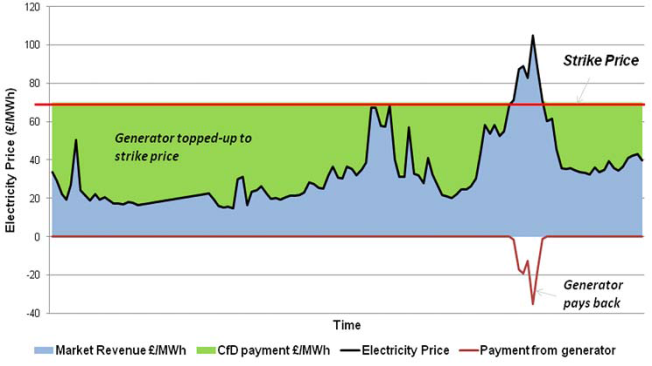 120
100
80
60
40
20
0
-20
-40
Electricity Price (£/MWh)
Strike Price
Generator topped-up to
strike price
Generator
pays back
Time
Market Revenue £/MWh CfD payment £/MWh Electricity Price Payment from generator